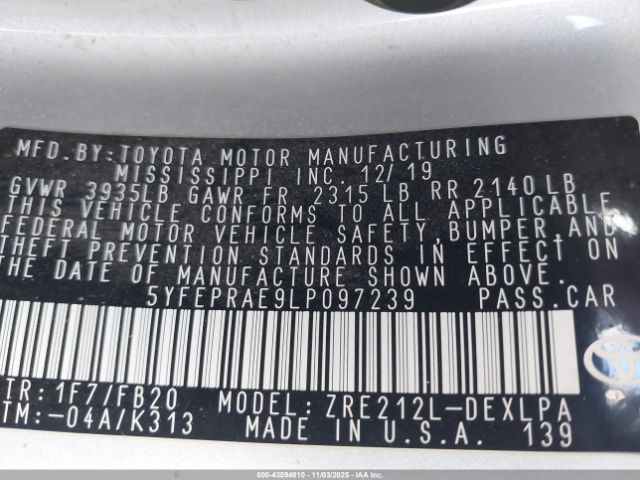 MFD.BY:TOYOTA MOTOR MANUFACTURING
MISSISSIPPI INC. 12/19
GVWR 3935LB GAWR FR 2315 LB RR 2140 LB
THIS VEHICLE CONFORMS TO ALL APPLICABLE
FEDERAL MOTOR VEHICLE SAFETY,BUMPER,AND
THEFT PREVENTION STANDARDS IN EFFECT ON
THE DATE OF MANUFACTURE SHOWN ABOVE.
5YFEPRAE9LP097239 PASS.CAR
TR: 1F7/FB20 MODEL: ZRE212L-DEXLPA
TM:-04A/K313 MADE IN U.S.A. 139
000-43594610 - 11/03/2025 - IAAI Copyright